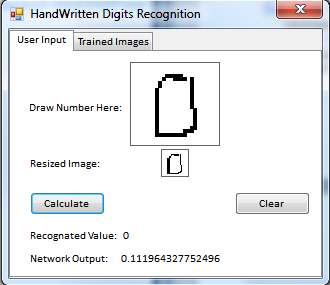 HandWritten Digits Recognition
User Input Trained Images
Draw Number Here:
Resized Image:
Calculate Clear
Recognated Value: 0
Network Output: 0.111964327752496